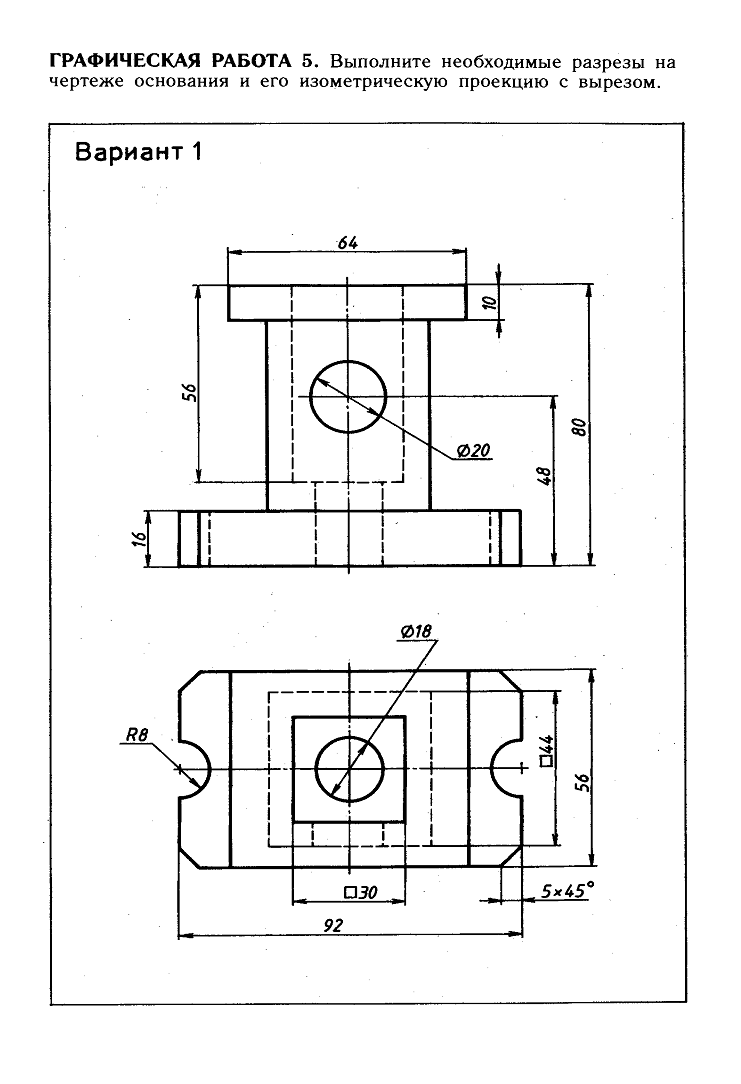 ГРАФИЧЕСКАЯ РАБОТА 5. Выполните необходимые разрезы на
чертеже основания и его изометрическую проекцию с вырезом.
Вариант 1
64
10
56
80
Ø20
48
16
Ø18
R8
□44
56
□30
5×45°
92